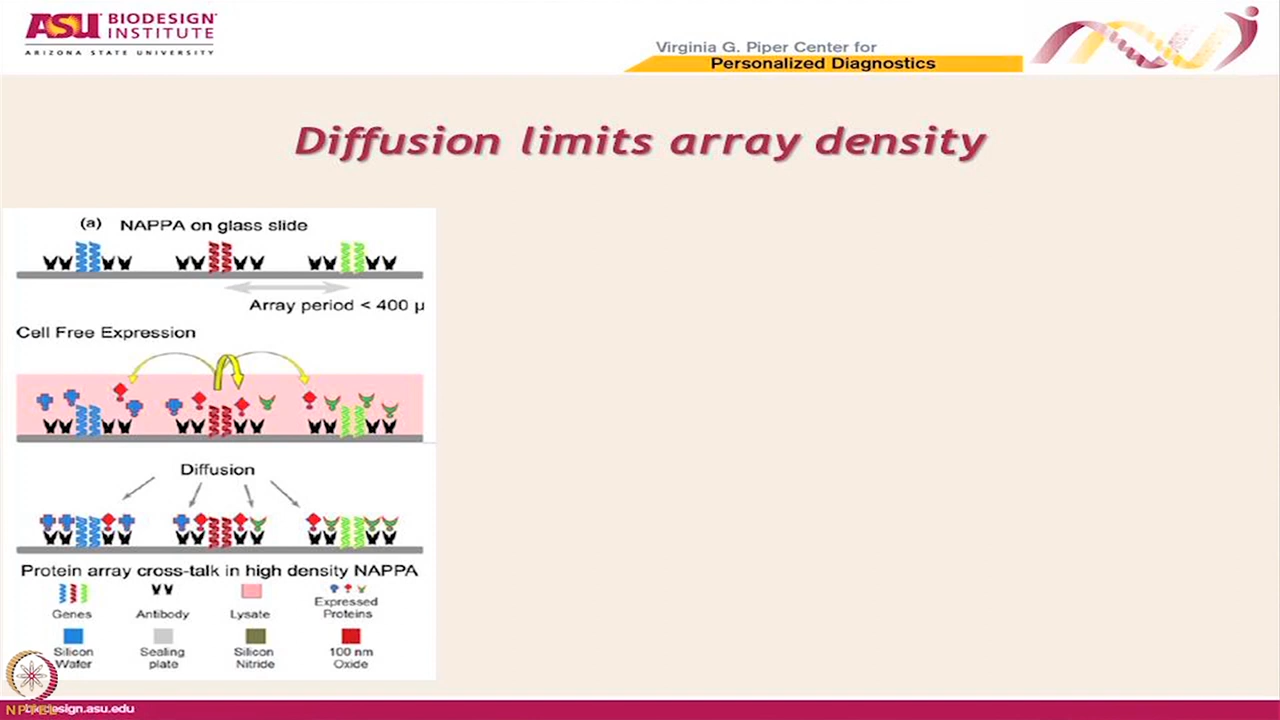 ASU BIODESIGN INSTITUTE
ARIZONA STATE UNIVERSITY
Virginia G. Piper Center for
Personalized Diagnostics
Diffusion limits array density
(a) NAPPA on glass slide
Array period < 400 μ
Cell Free Expression
Diffusion
Protein array cross-talk in high density NAPPA
Genes
Antibody
Lysate
Expressed Proteins
Silicon Wafer
Sealing plate
Silicon Nitride
100 nm Oxide
NPTEL
design.asu.edu